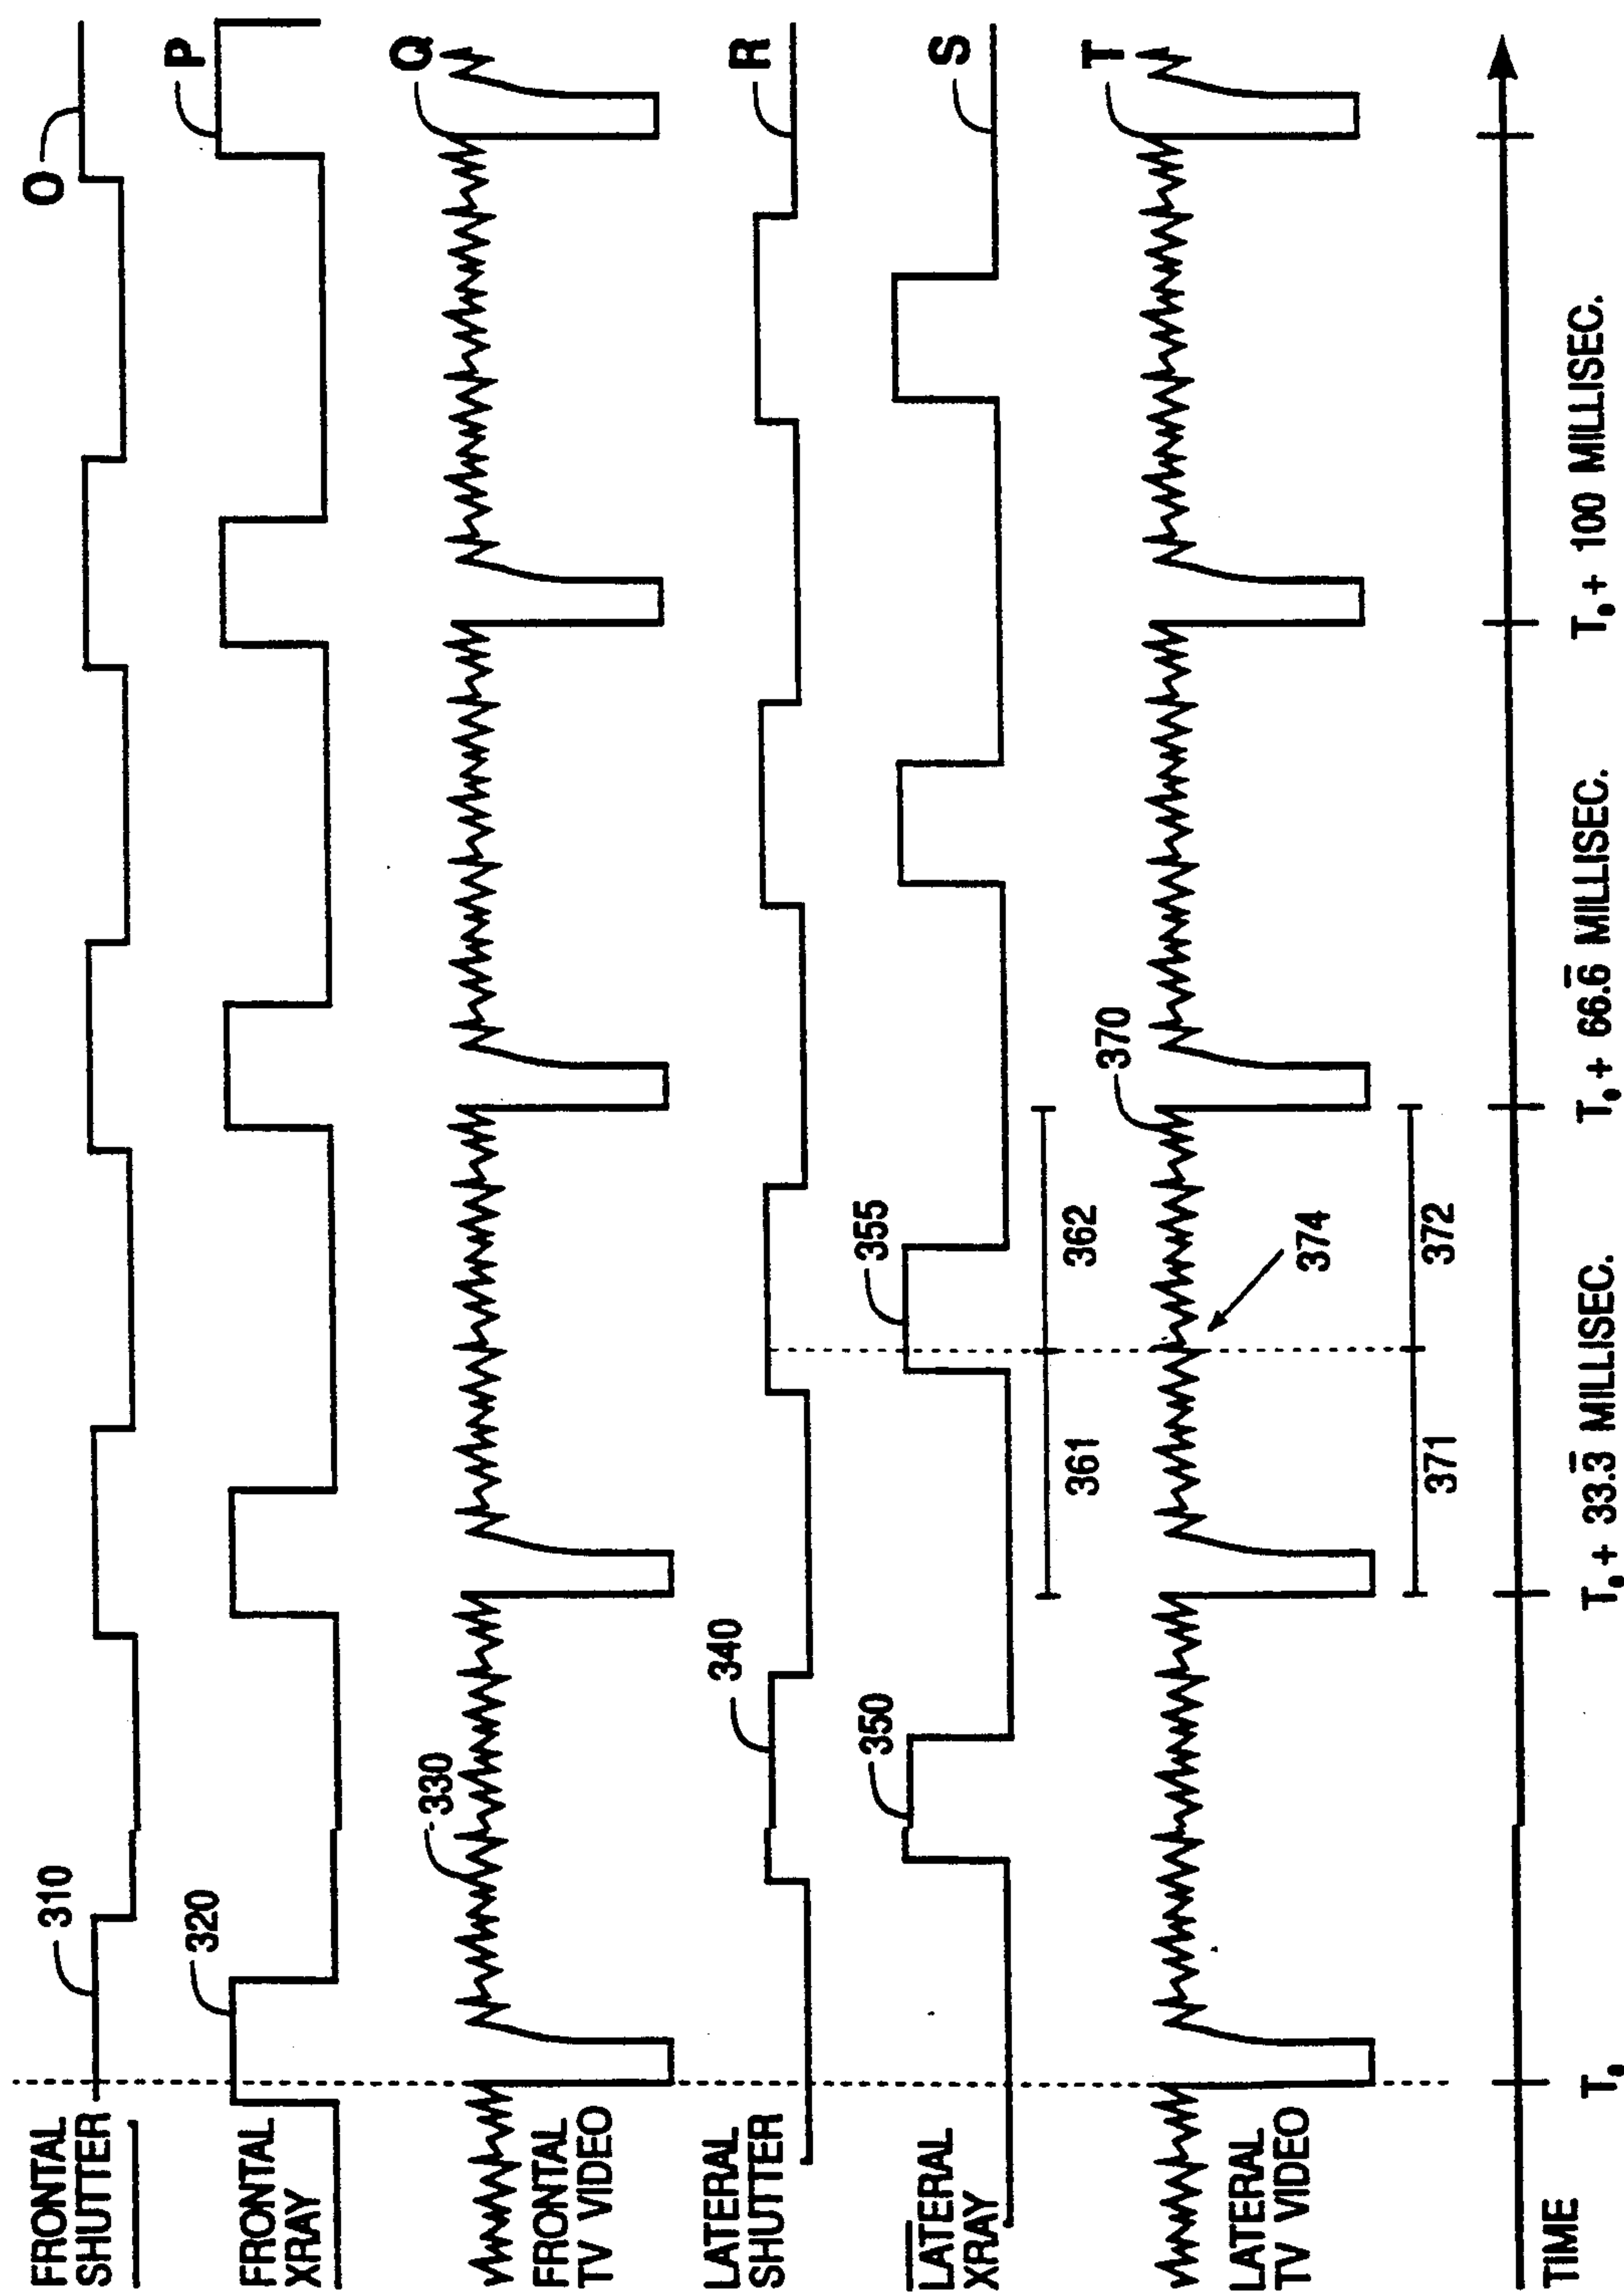 FRONTAL
SHUTTER
310
O
FRONTAL
XRAY
320
P
FRONTAL
TV VIDEO
330
Q
LATERAL
SHUTTER
340
R
LATERAL
XRAY
350
355
S
361
362
LATERAL
TV VIDEO
370
374
T
371
372
TIME
T₀
T₀ + 33.3̅ MILLISEC.
T₀ + 66.6̅ MILLISEC.
T₀ + 100 MILLISEC.